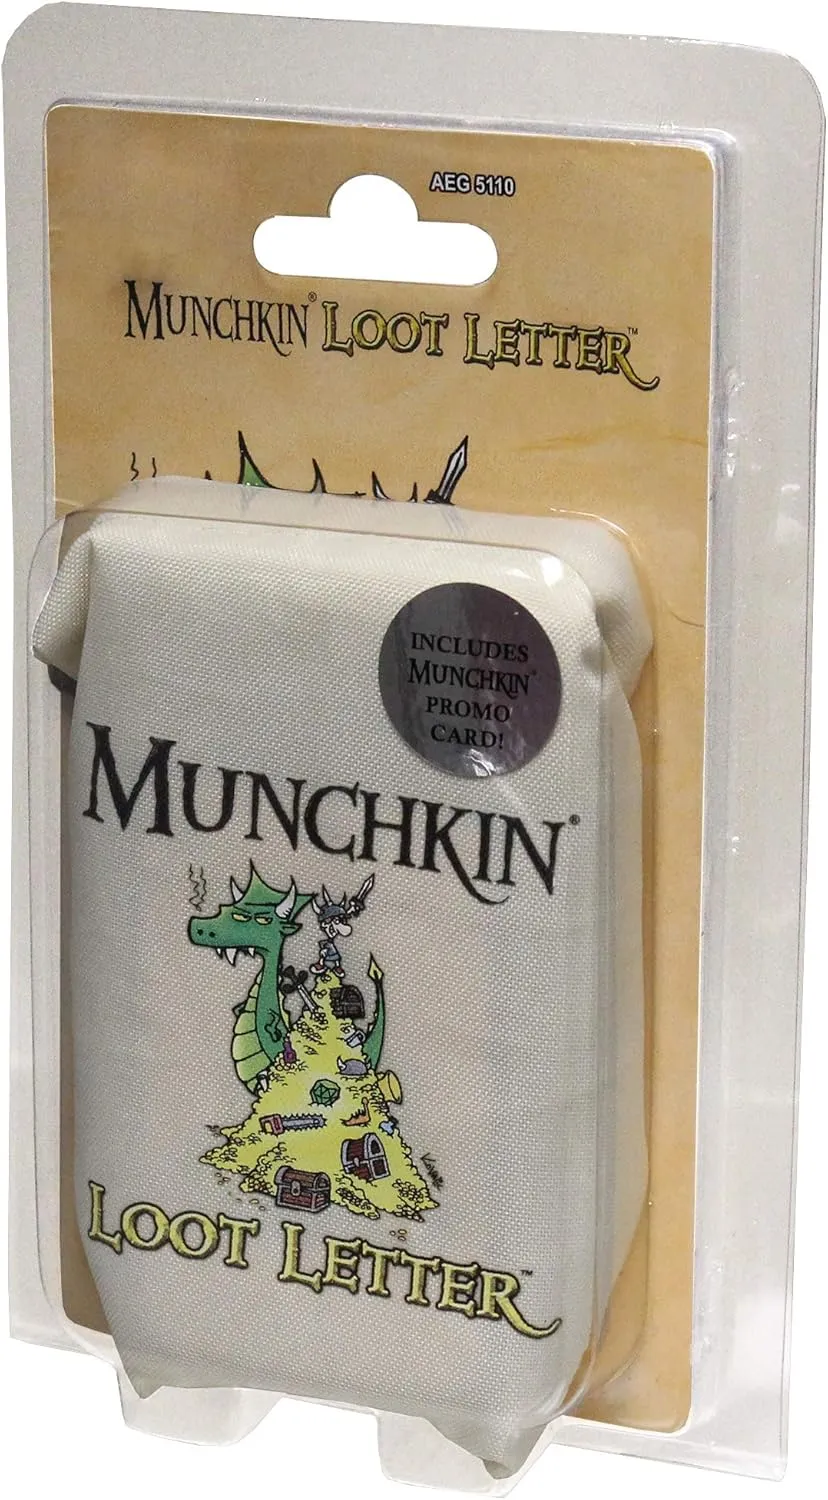 AEG 5110
MUNCHKIN® LOOT LETTER™
INCLUDES
MUNCHKIN®
PROMO
CARD!
MUNCHKIN®
LOOT LETTER™